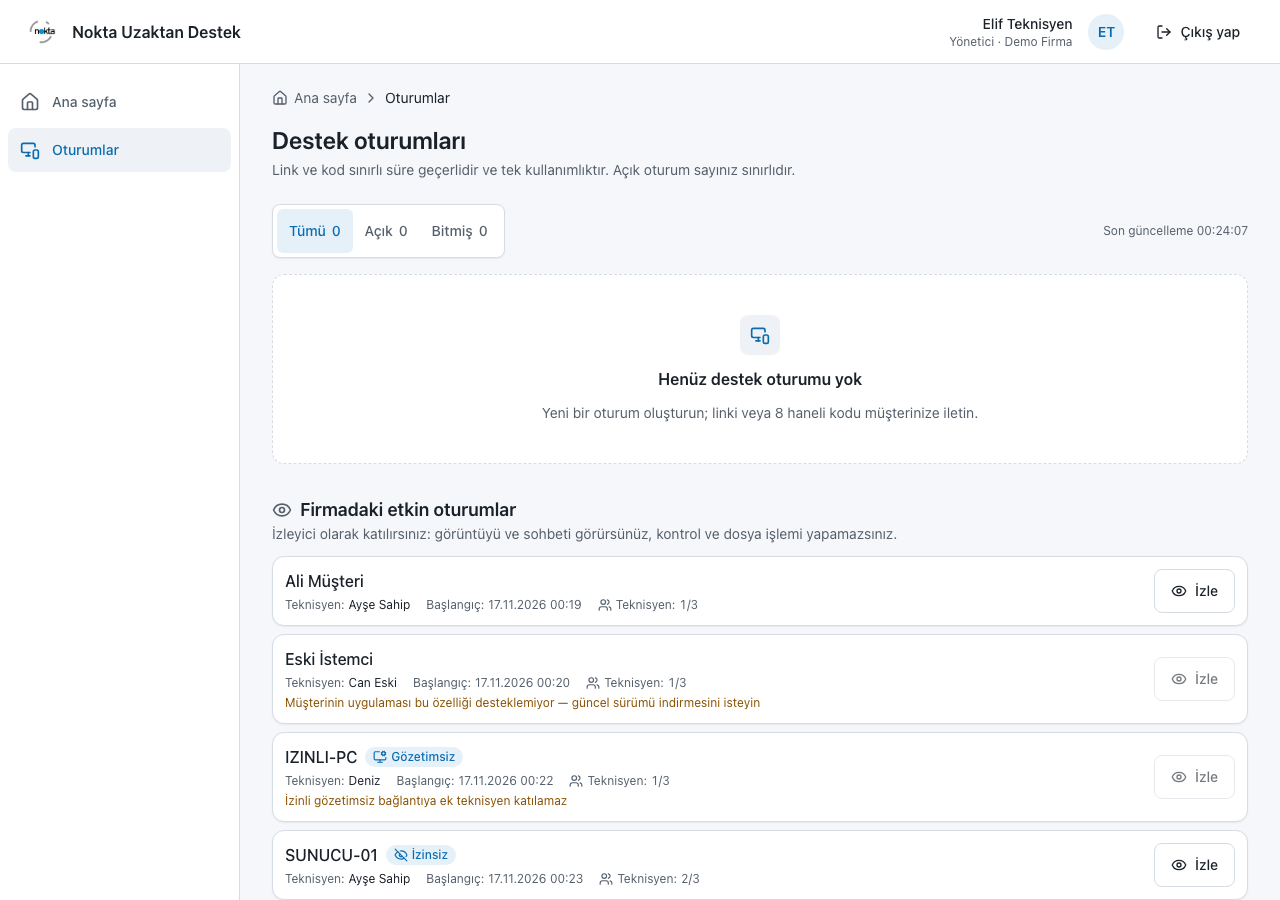 nokta
Nokta Uzaktan Destek
Elif Teknisyen
Yönetici · Demo Firma
ET
Çıkış yap
Ana sayfa
Oturumlar
Ana sayfa
Oturumlar
Destek oturumları
Link ve kod sınırlı süre geçerlidir ve tek kullanımlıktır. Açık oturum sayınız sınırlıdır.
Tümü 0
Açık 0
Bitmiş 0
Son güncelleme 00:24:07
Henüz destek oturumu yok
Yeni bir oturum oluşturun; linki veya 8 haneli kodu müşterinize iletin.
Firmadaki etkin oturumlar
İzleyici olarak katılırsınız: görüntüyü ve sohbeti görürsünüz, kontrol ve dosya işlemi yapamazsınız.
Ali Müşteri
Teknisyen: Ayşe Sahip Başlangıç: 17.11.2026 00:19 Teknisyen: 1/3
İzle
Eski İstemci
Teknisyen: Can Eski Başlangıç: 17.11.2026 00:20 Teknisyen: 1/3
Müşterinin uygulaması bu özelliği desteklemiyor — güncel sürümü indirmesini isteyin
İzle
IZINLI-PC Gözetimsiz
Teknisyen: Deniz Başlangıç: 17.11.2026 00:22 Teknisyen: 1/3
İzinli gözetimsiz bağlantıya ek teknisyen katılamaz
İzle
SUNUCU-01 İzinsiz
Teknisyen: Ayşe Sahip Başlangıç: 17.11.2026 00:23 Teknisyen: 2/3
İzle